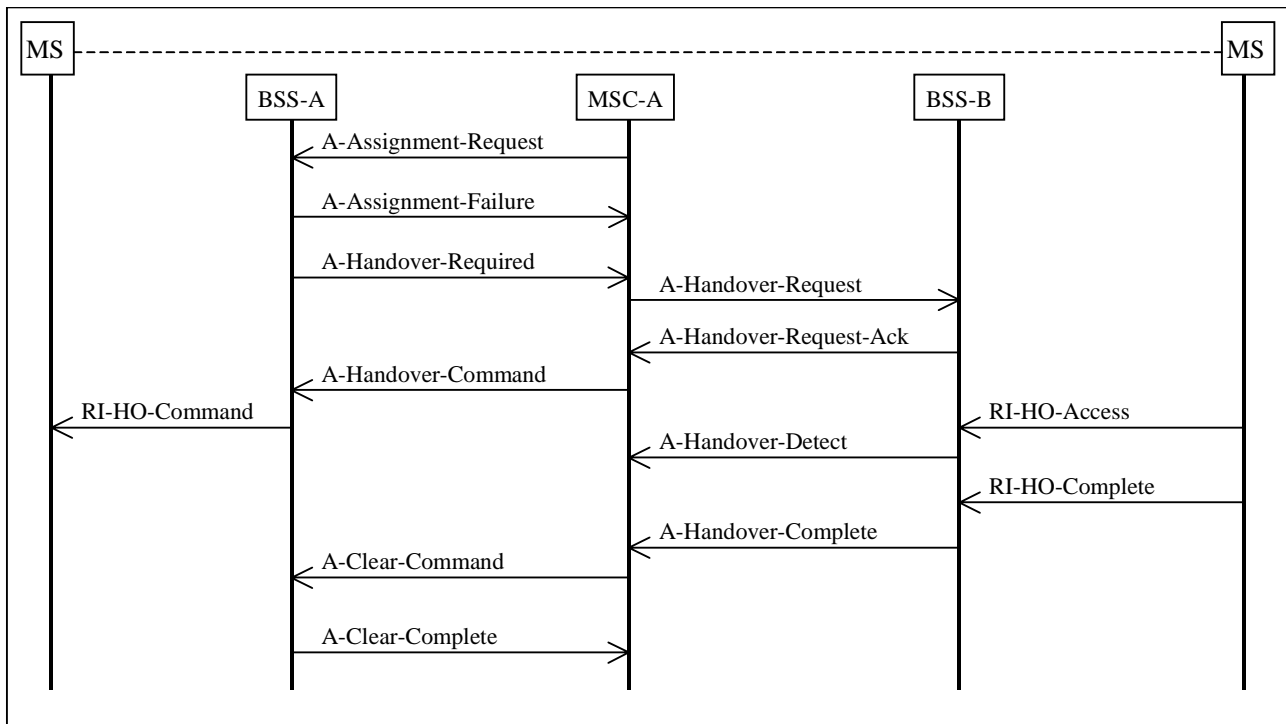 MS
MS
BSS-A
MSC-A
BSS-B
A-Assignment-Request
A-Assignment-Failure
A-Handover-Required
A-Handover-Request
A-Handover-Request-Ack
A-Handover-Command
RI-HO-Command
RI-HO-Access
A-Handover-Detect
RI-HO-Complete
A-Handover-Complete
A-Clear-Command
A-Clear-Complete